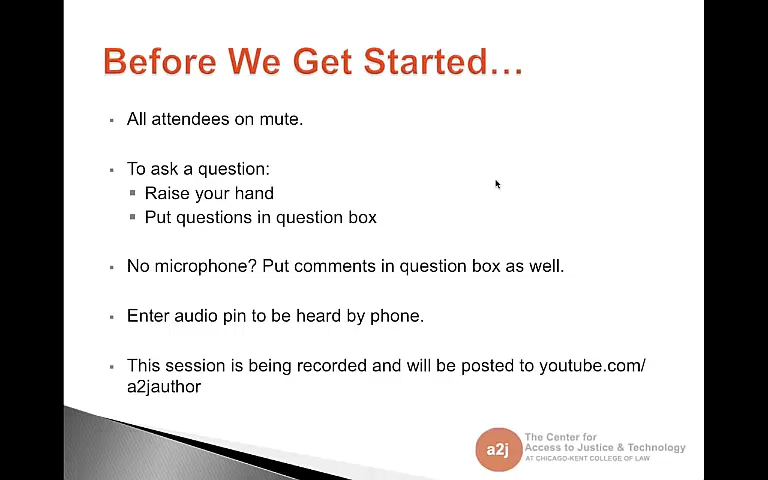 Before We Get Started...
All attendees on mute.
To ask a question:
Raise your hand
Put questions in question box
No microphone? Put comments in question box as well.
Enter audio pin to be heard by phone.
This session is being recorded and will be posted to youtube.com/
a2jauthor
a2j
The Center for
Access to Justice & Technology
AT CHICAGO-KENT COLLEGE OF LAW